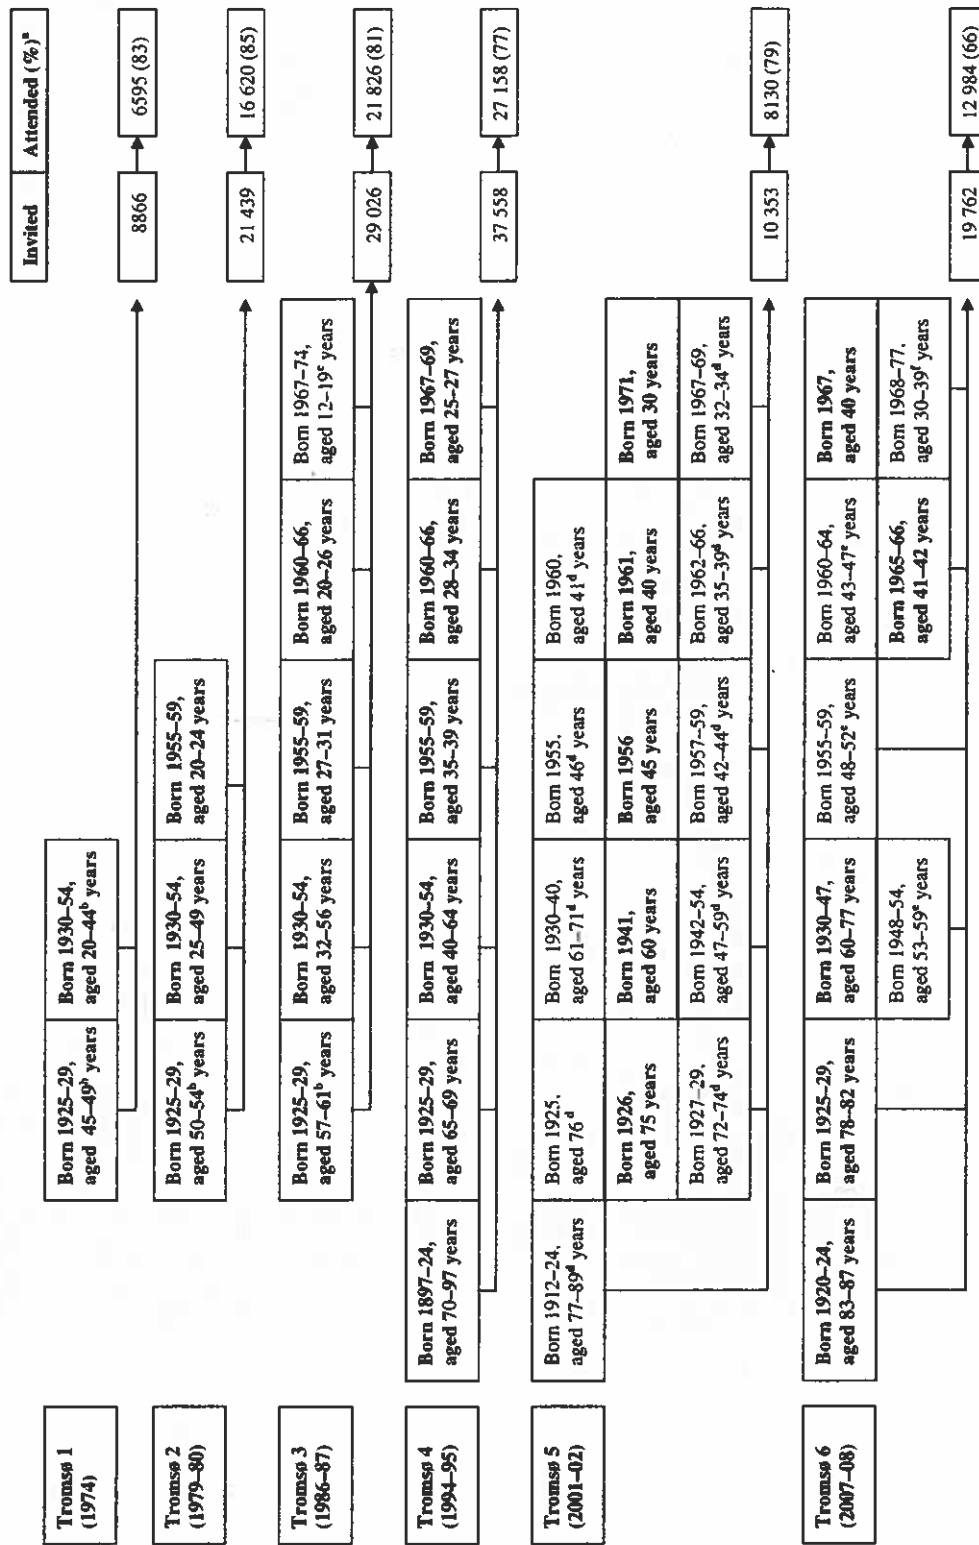 Invited Attended (%)ª
Tromsø 1
(1974)
Born 1925–29,
aged 45–49ᵇ years
Born 1930–54,
aged 20–44ᵇ years
8866
6595 (83)
Tromsø 2
(1979–80)
Born 1925–29,
aged 50–54ᵇ years
Born 1930–54,
aged 25–49 years
Born 1955–59,
aged 20–24 years
21 439
16 620 (85)
Tromsø 3
(1986–87)
Born 1925–29,
aged 57–61ᵇ years
Born 1930–54,
aged 32–56 years
Born 1955–59,
aged 27–31 years
Born 1960–66,
aged 20–26 years
Born 1967–74,
aged 12–19ᶜ years
29 026
21 826 (81)
Tromsø 4
(1994–95)
Born 1897–24,
aged 70–97 years
Born 1925–29,
aged 65–69 years
Born 1930–54,
aged 40–64 years
Born 1955–59,
aged 35–39 years
Born 1960–66,
aged 28–34 years
Born 1967–69,
aged 25–27 years
37 558
27 158 (77)
Tromsø 5
(2001–02)
Born 1912–24,
aged 77–89ᵈ years
Born 1925,
aged 76ᵈ
Born 1930–40,
aged 61–71ᵈ years
Born 1955,
aged 46ᵈ years
Born 1960,
aged 41ᵈ years
Born 1926,
aged 75 years
Born 1941,
aged 60 years
Born 1956
aged 45 years
Born 1961,
aged 40 years
Born 1971,
aged 30 years
Born 1927–29,
aged 72–74ᵈ years
Born 1942–54,
aged 47–59ᵈ years
Born 1957–59,
aged 42–44ᵈ years
Born 1962–66,
aged 35–39ᵈ years
Born 1967–69,
aged 32–34ᵈ years
10 353
8130 (79)
Tromsø 6
(2007–08)
Born 1920–24,
aged 83–87 years
Born 1925–29,
aged 78–82 years
Born 1930–47,
aged 60–77 years
Born 1955–59,
aged 48–52ᵉ years
Born 1960–64,
aged 43–47ᵉ years
Born 1967,
aged 40 years
Born 1948–54,
aged 53–59ᵉ years
Born 1965–66,
aged 41–42 years
Born 1968–77,
aged 30–39ᶠ years
19 762
12 984 (66)